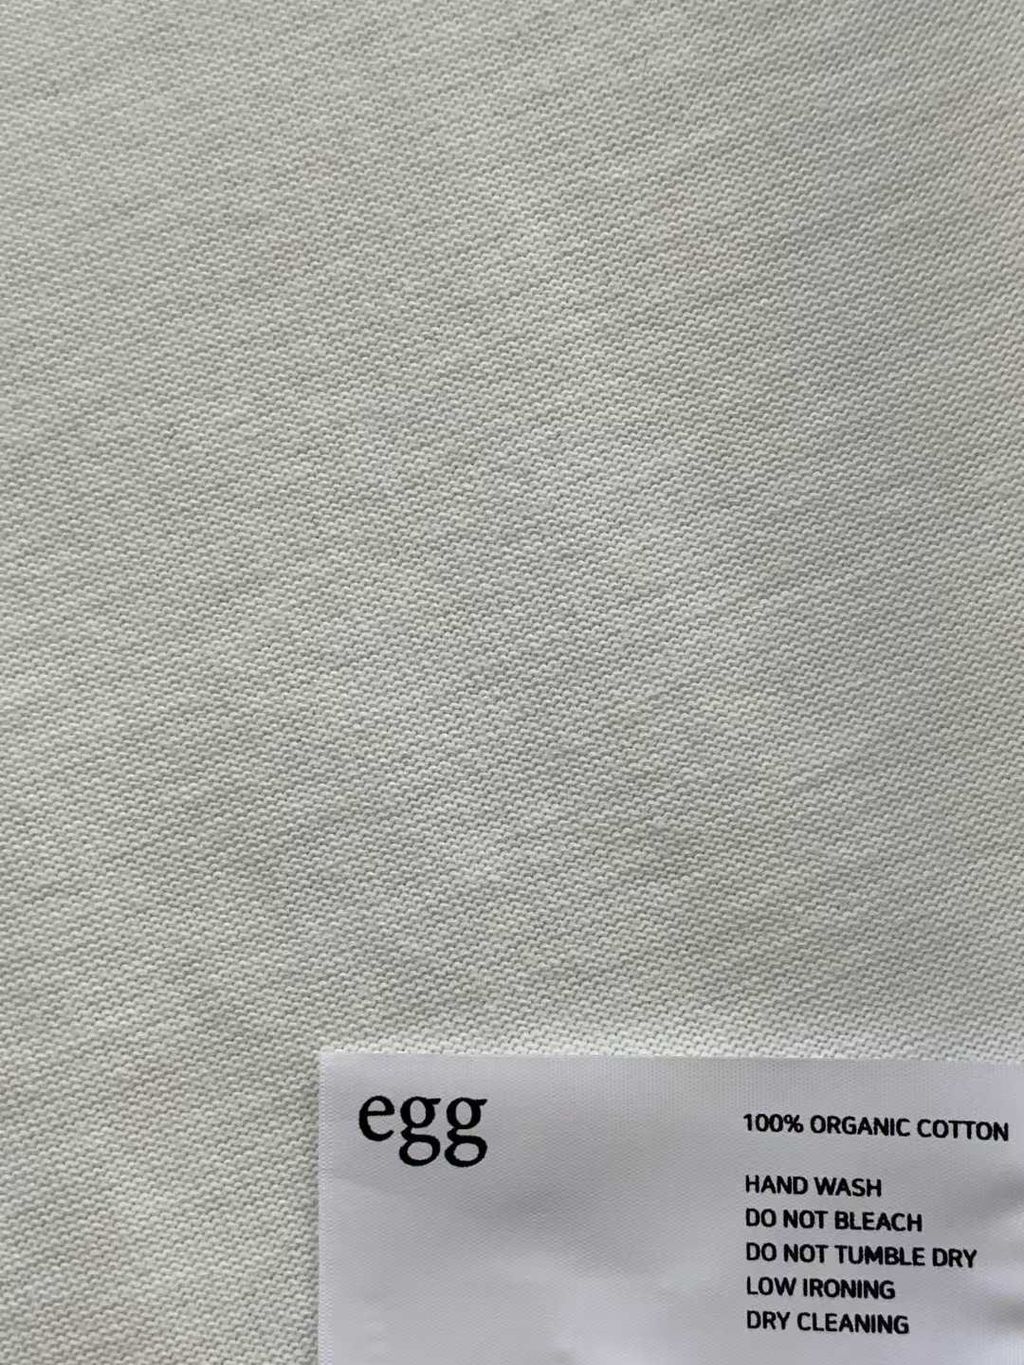 egg
100% ORGANIC COTTON
HAND WASH
DO NOT BLEACH
DO NOT TUMBLE DRY
LOW IRONING
DRY CLEANING